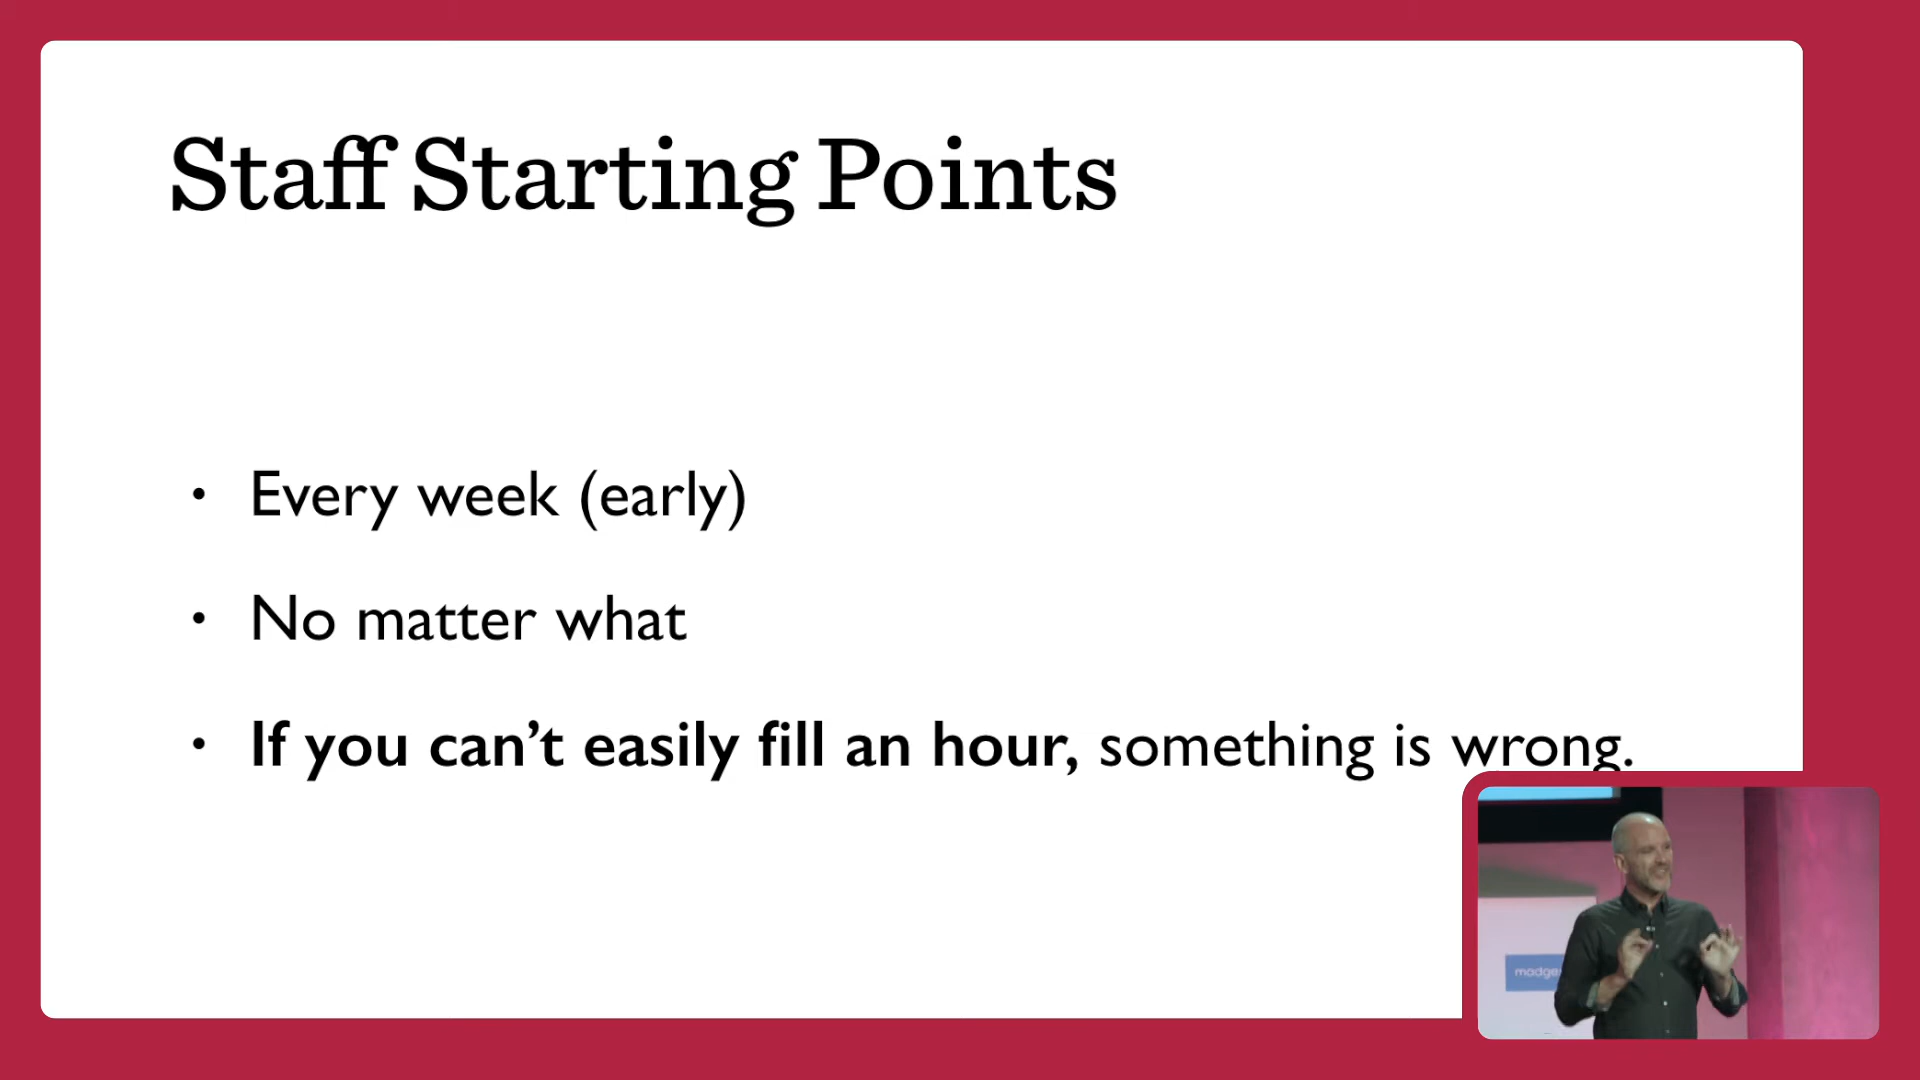 Staff Starting Points
• Every week (early)
• No matter what
• If you can’t easily fill an hour, something is wrong.